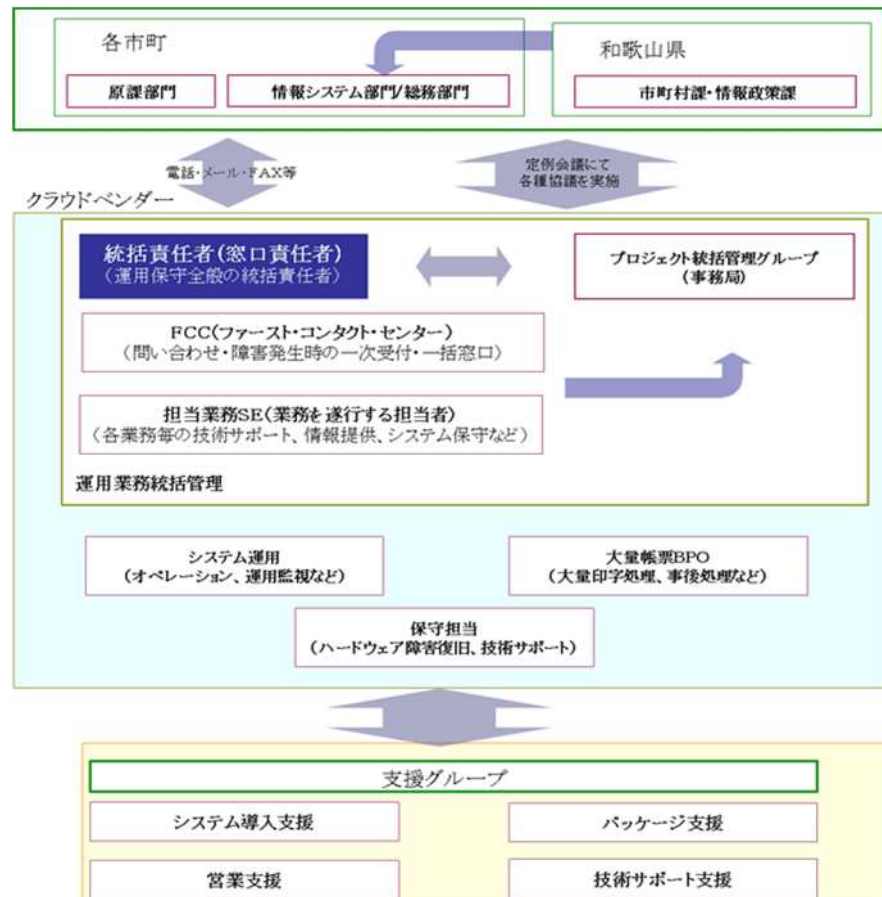 各市町
和歌山県
原課部門
情報システム部門/総務部門
市町村課・情報政策課
電話・メール・FAX等
定例会議にて
各種協議を実施
クラウドベンダー
統括責任者(窓口責任者)
(運用保守全般の統括責任者)
プロジェクト統括管理グループ
(事務局)
FCC(ファースト・コンタクト・センター)
(問い合わせ・障害発生時の一次受付・一括窓口)
担当業務SE(業務を遂行する担当者)
(各業務毎の技術サポート、情報提供、システム保守など)
運用業務統括管理
システム運用
(オペレーション、運用監視など)
大量帳票BPO
(大量印字処理、事後処理など)
保守担当
(ハードウェア障害復旧、技術サポート)
支援グループ
システム導入支援
パッケージ支援
営業支援
技術サポート支援